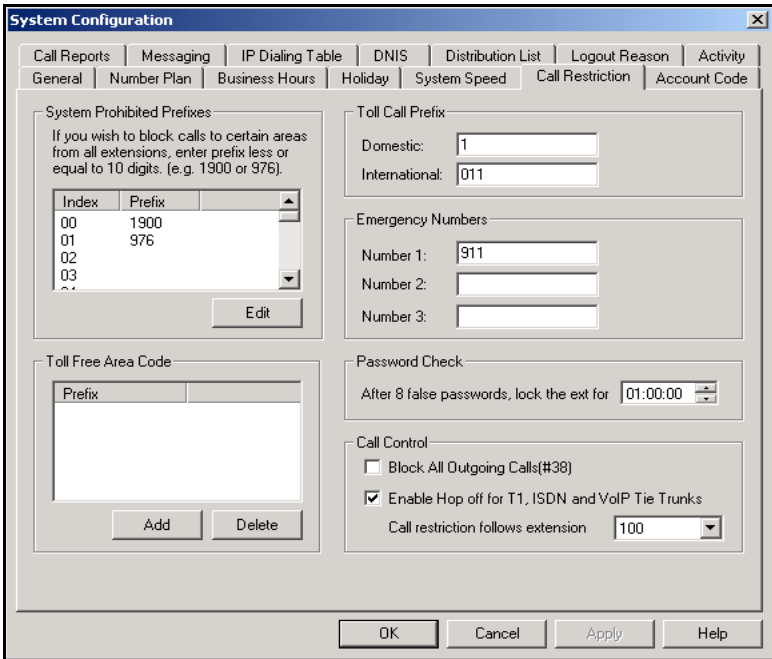 System Configuration
Call Reports Messaging IP Dialing Table DNIS Distribution List Logout Reason Activity
General Number Plan Business Hours Holiday System Speed Call Restriction Account Code
System Prohibited Prefixes
If you wish to block calls to certain areas
from all extensions, enter prefix less or
equal to 10 digits. (e.g. 1900 or 976).
Index Prefix
00 1900
01 976
02
03
Edit
Toll Free Area Code
Prefix
Add Delete
Toll Call Prefix
Domestic: 1
International: 011
Emergency Numbers
Number 1: 911
Number 2:
Number 3:
Password Check
After 8 false passwords, lock the ext for 01:00:00
Call Control
Block All Outgoing Calls(#38)
Enable Hop off for T1, ISDN and VoIP Tie Trunks
Call restriction follows extension 100
OK Cancel Apply Help